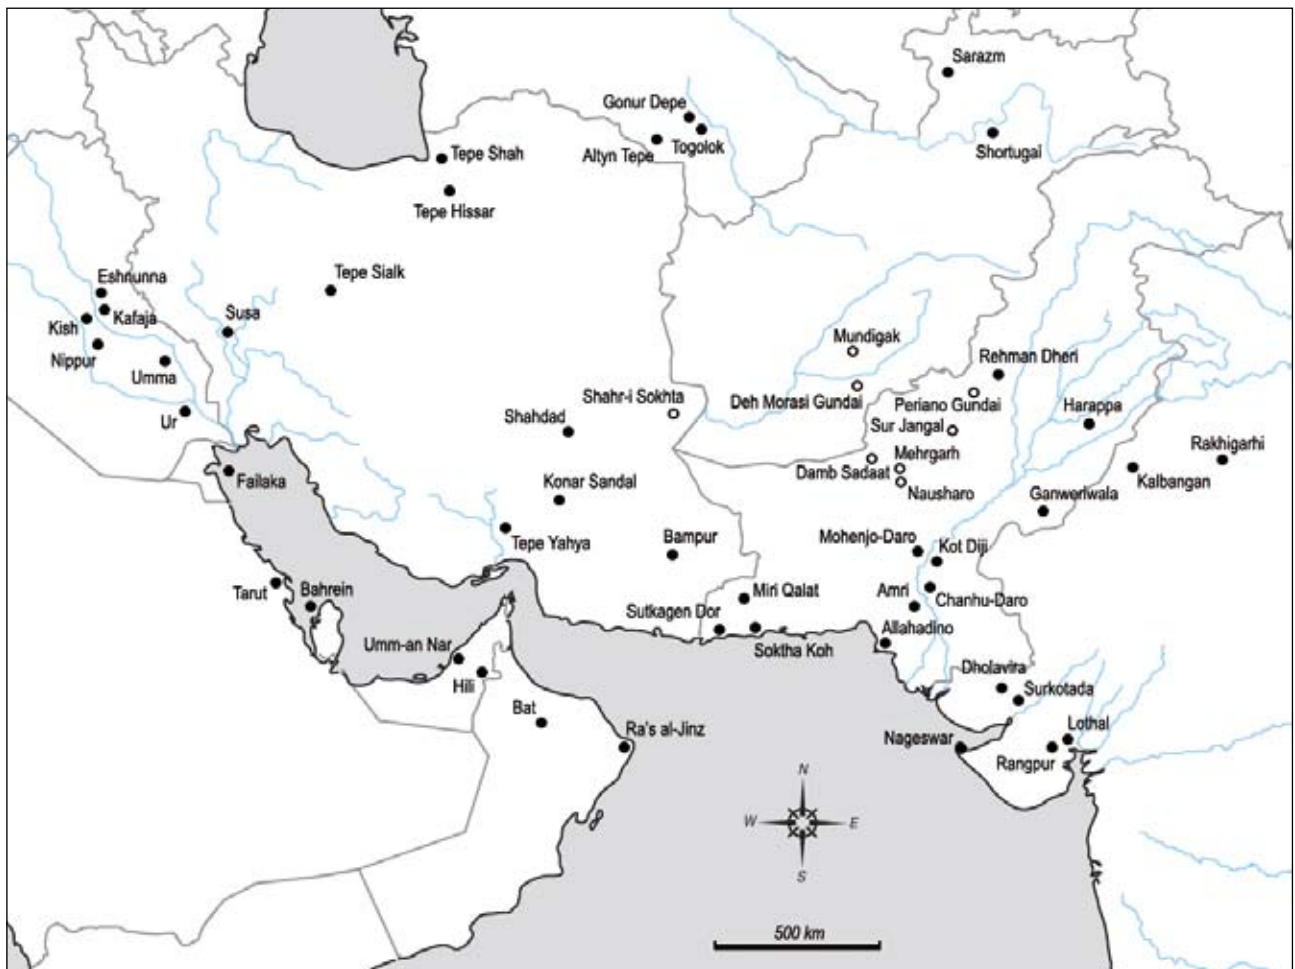 Sarazm
Gonur Depe
Togolok
Altyn Tepe
Shortugaï
Tepe Shah
Tepe Hissar
Tepe Sialk
Eshnunna
Kafaja
Kish
Nippur
Susa
Umma
Ur
Mundigak
Rehman Dheri
Shahr-i Sokhta
Deh Morasi Gundai
Periano Gundai
Harappa
Shahdad
Sur Jangal
Rakhigarhi
Mehrgarh
Damb Sadaat
Kalbangan
Failaka
Konar Sandal
Nausharo
Ganweriwala
Tepe Yahya
Bampur
Mohenjo-Daro
Kot Diji
Tarut
Bahrein
Miri Qalat
Amri
Chanhu-Daro
Sutkagen Dor
Allahadino
Umm-an Nar
Soktha Koh
Hili
Dholavira
Surkotada
Bat
Ra's al-Jinz
Nageswar
Lothal
Rangpur
N
W
E
S
500 km